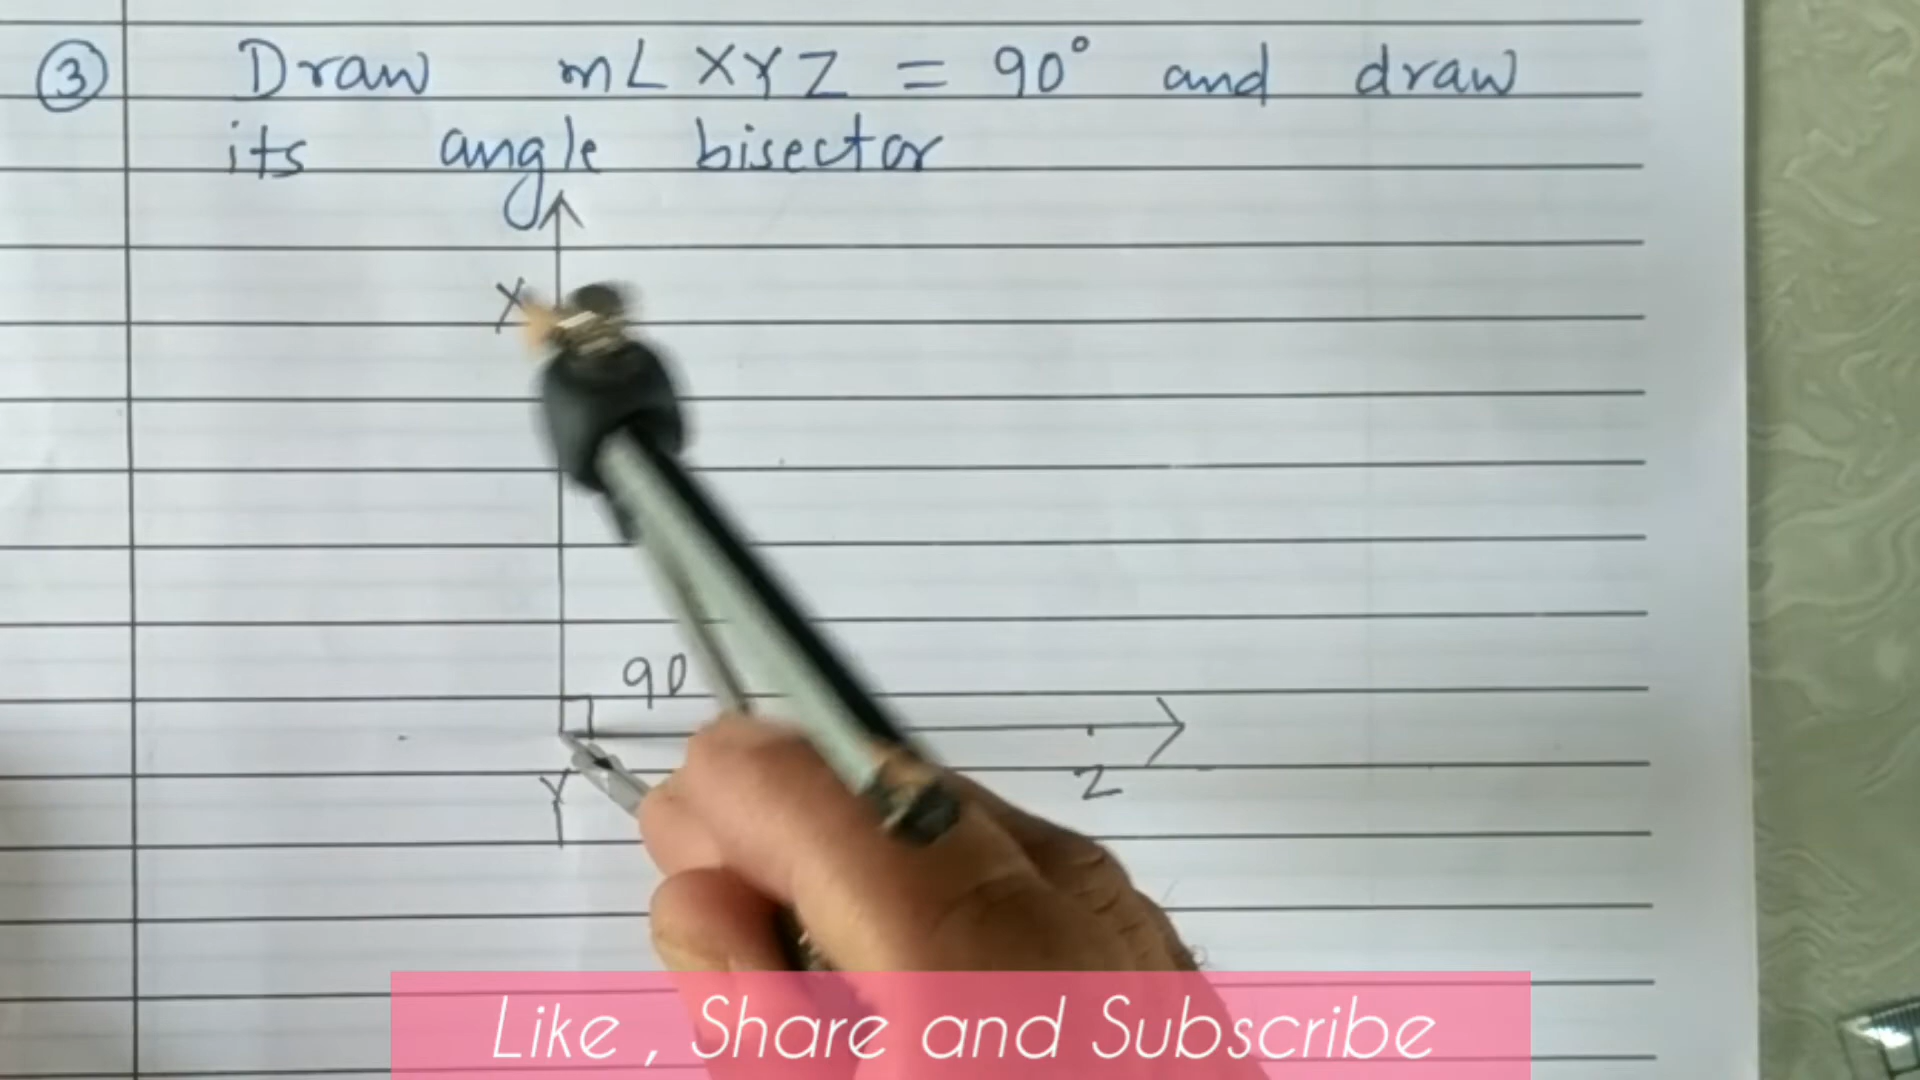 ③ Draw m∠XYZ = 90° and draw
its angle bisector
X
90
Y
Z
Like , Share and Subscribe